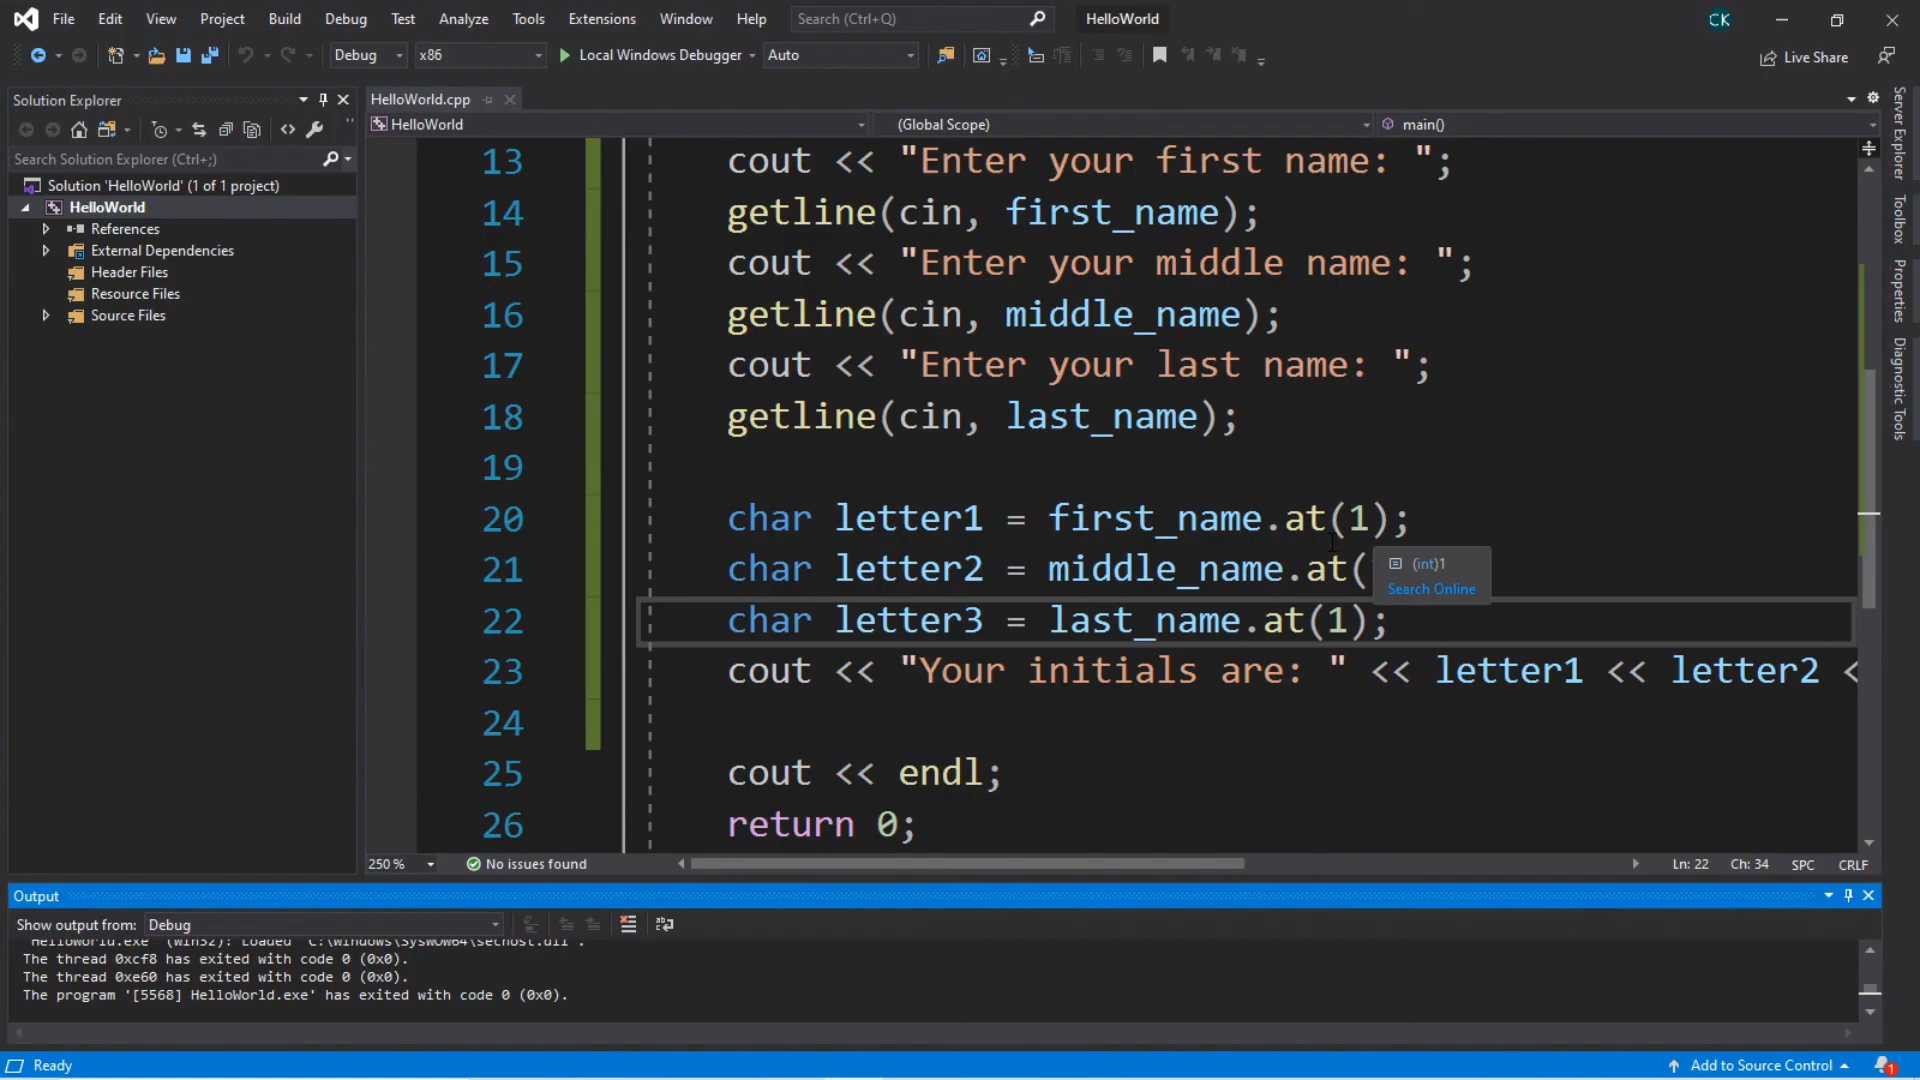 File Edit View Project Build Debug Test Analyze Tools Extensions Window Help Search (Ctrl+Q) HelloWorld CK
Debug x86 Local Windows Debugger Auto Live Share
Solution Explorer
Search Solution Explorer (Ctrl+;)
Solution 'HelloWorld' (1 of 1 project)
HelloWorld
References
External Dependencies
Header Files
Resource Files
Source Files
HelloWorld.cpp
HelloWorld (Global Scope) main()
13 cout << "Enter your first name: ";
14 getline(cin, first_name);
15 cout << "Enter your middle name: ";
16 getline(cin, middle_name);
17 cout << "Enter your last name: ";
18 getline(cin, last_name);
19
20 char letter1 = first_name.at(1);
21 char letter2 = middle_name.at(
(int)1
Search Online
22 char letter3 = last_name.at(1);
23 cout << "Your initials are: " << letter1 << letter2 <
24
25 cout << endl;
26 return 0;
250 % No issues found Ln: 22 Ch: 34 SPC CRLF
Server Explorer
Toolbox
Properties
Diagnostic Tools
Output
Show output from: Debug
'HelloWorld.exe' (Win32): Loaded 'C:\Windows\SysWOW64\sechost.dll'.
The thread 0xcf8 has exited with code 0 (0x0).
The thread 0xe60 has exited with code 0 (0x0).
The program '[5568] HelloWorld.exe' has exited with code 0 (0x0).
Ready Add to Source Control 1